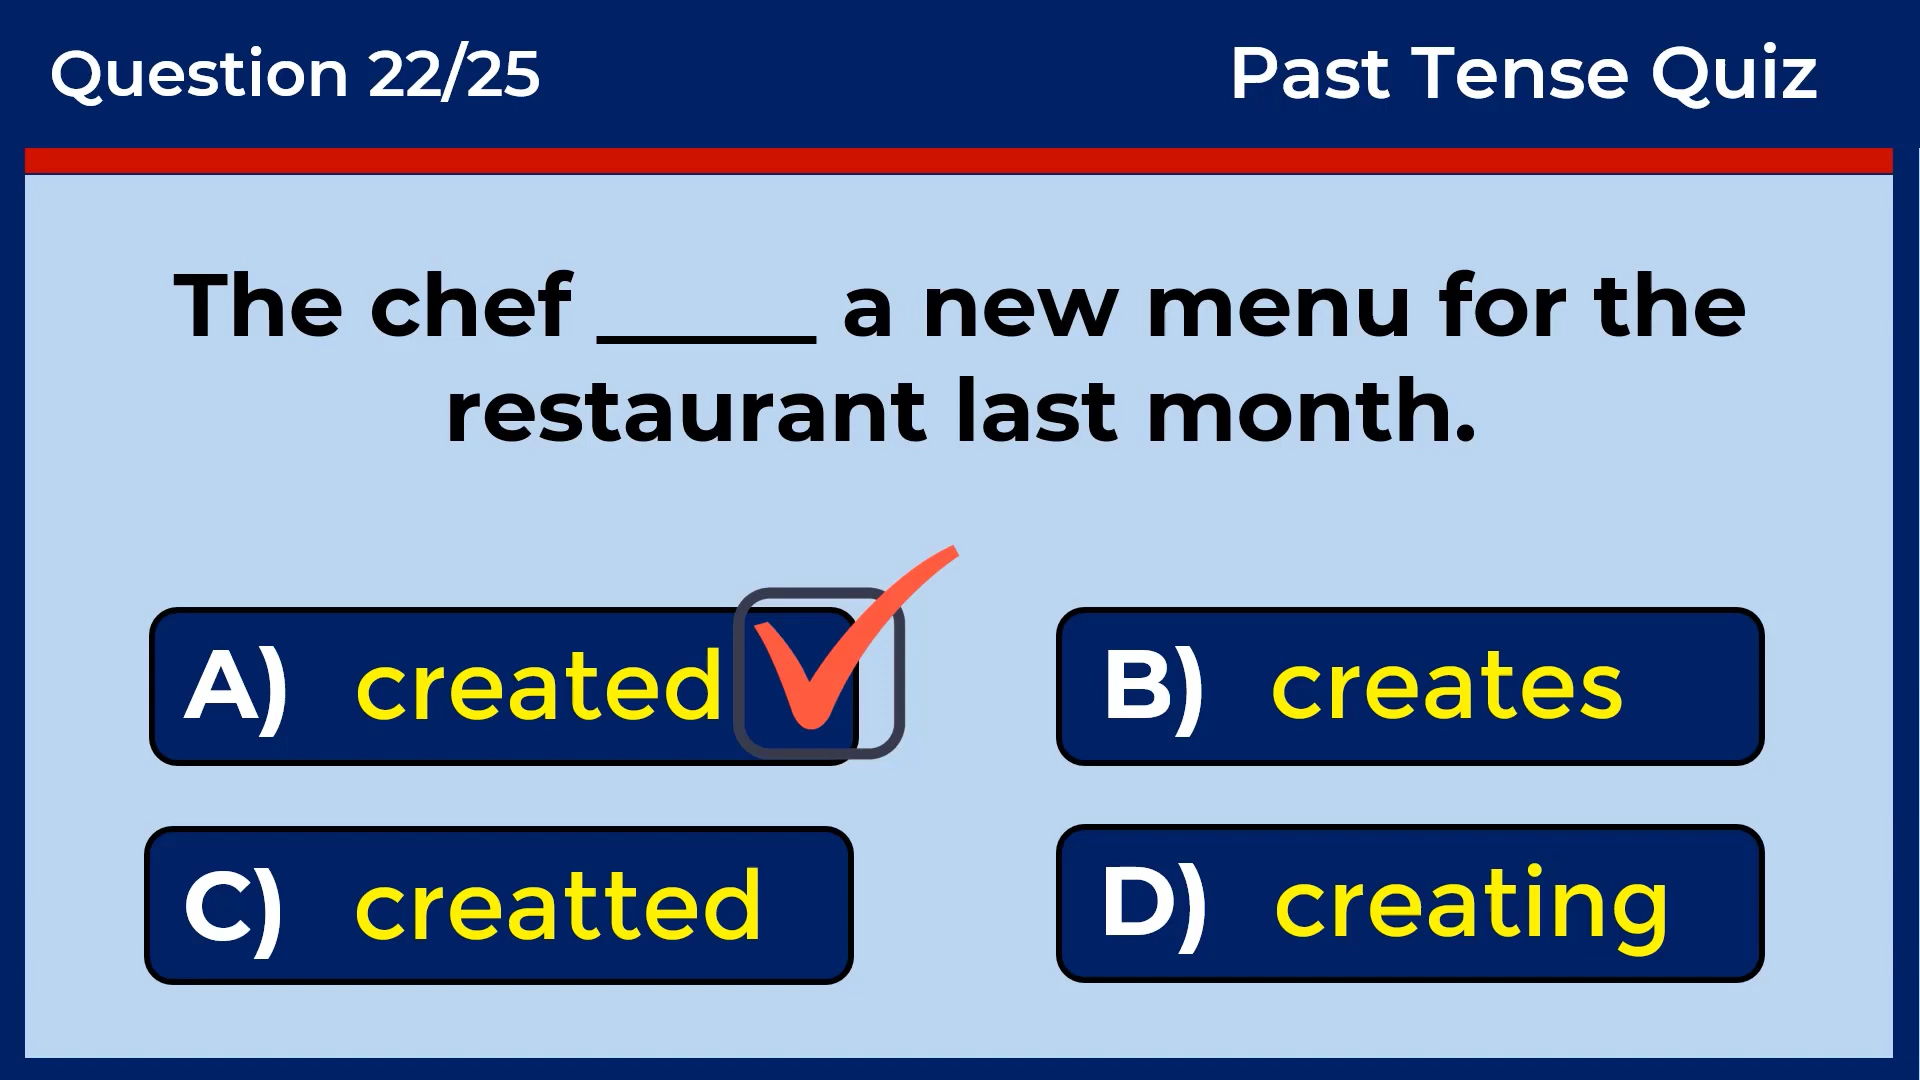 Question 22/25
Past Tense Quiz
The chef _____ a new menu for the
restaurant last month.
A) created
B) creates
C) creatted
D) creating